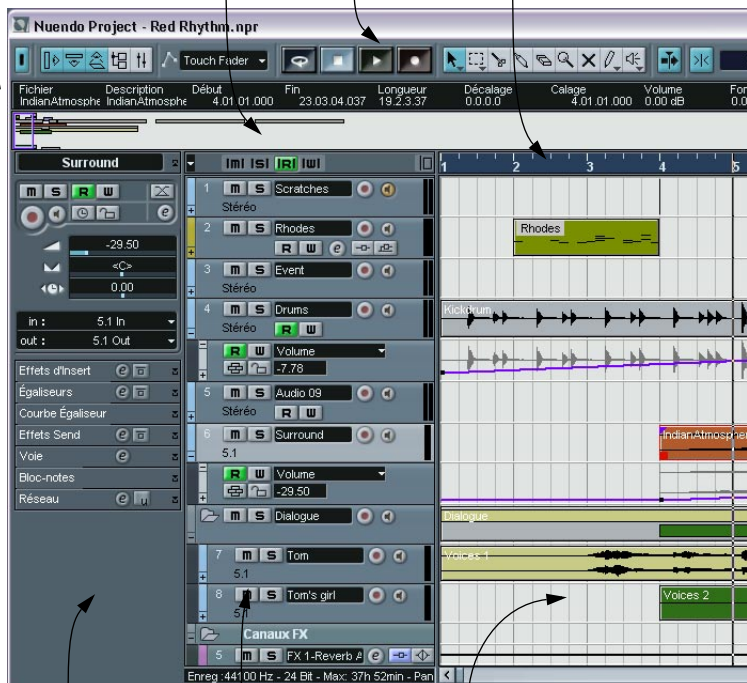 Nuendo Project - Red Rhythm.npr
Touch Fader
Fichier Description Début Fin Longueur Décalage Calage Volume
IndianAtmosphe IndianAtmosphe 4.01 01.000 23.03.04.037 19.2.3.37 0.0.0.0 4.01.01.000 0.00 dB
Surround
m S R W
-29.50
<C>
0.00
in : 5.1 In
out : 5.1 Out
Effets d'Insert
Égaliseurs
Courbe Égaliseur
Effets Send
Voie
Bloc-notes
Réseau
m S R W
1 2 3 4 5
1 m S Scratches
Stéréo
2 m S Rhodes
R W e
Rhodes
3 m S Event
Stéréo
4 m S Drums
Stéréo R W
Kickdrum
R W Volume
-7.78
5 m S Audio 09
Stéréo R W
6 m S Surround
5.1
IndianAtmospher
R W Volume
-29.50
m S Dialogue
Dialogue
7 m S Tom
5.1
Voices 1
8 m S Tom's girl
5.1
Voices 2
Canaux FX
5 m S FX 1-Reverb A
Enreg :44100 Hz - 24 Bit - Max: 37h 52min - Pan